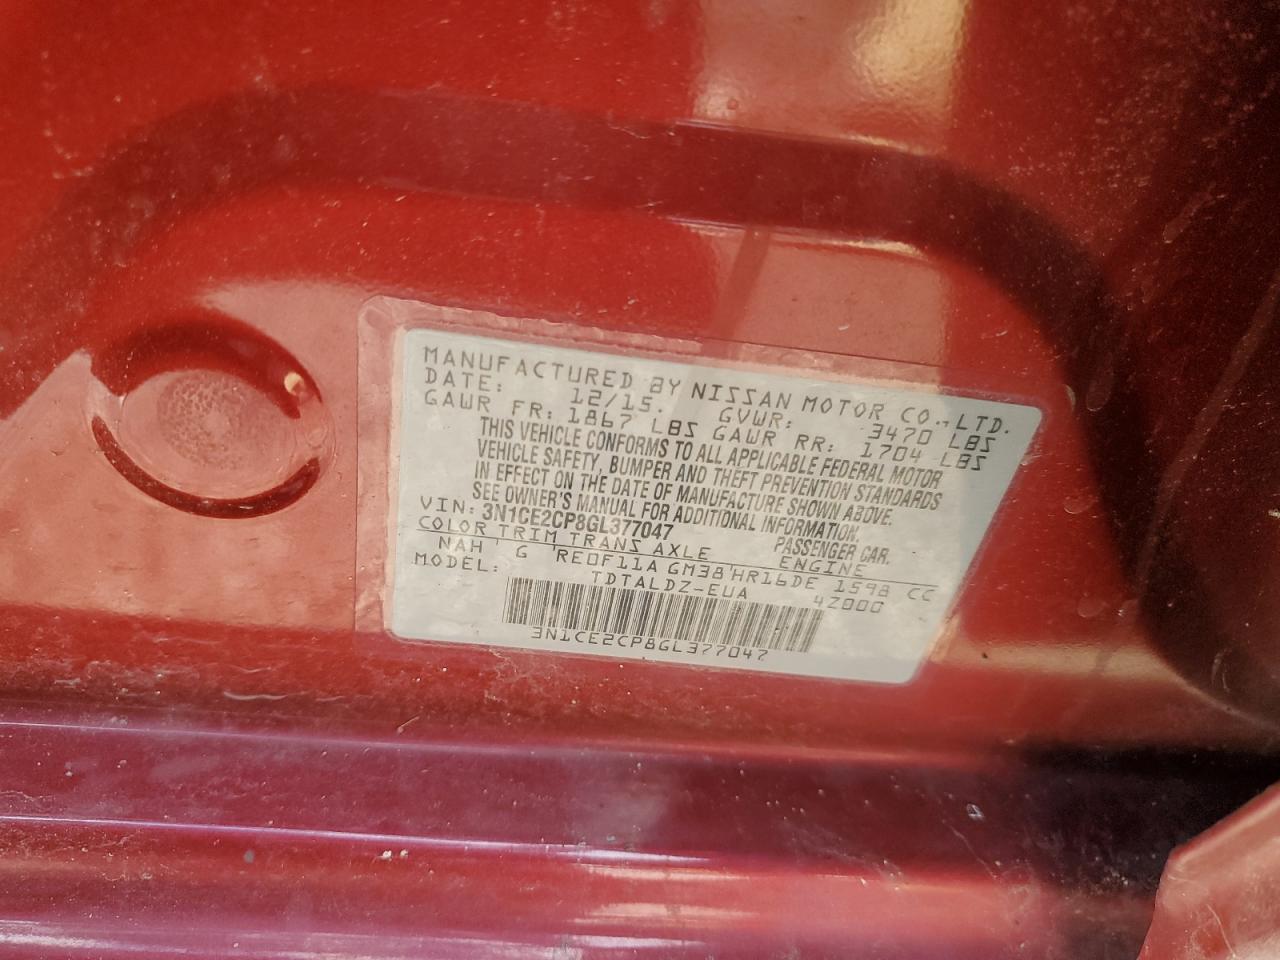 MANUFACTURED BY NISSAN MOTOR CO., LTD.
DATE: 12/15. GVWR: 3470 LBS
GAWR FR: 1867 LBS GAWR RR: 1704 LBS
THIS VEHICLE CONFORMS TO ALL APPLICABLE FEDERAL MOTOR
VEHICLE SAFETY, BUMPER AND THEFT PREVENTION STANDARDS
IN EFFECT ON THE DATE OF MANUFACTURE SHOWN ABOVE.
SEE OWNER'S MANUAL FOR ADDITIONAL INFORMATION.
VIN: 3N1CE2CP8GL377047 PASSENGER CAR.
COLOR TRIM TRANS AXLE ENGINE
NAH G RE0F11A GM38 HR16DE 1598 CC
MODEL: TDTALDZ-EUA 4Z000
3N1CE2CP8GL377047